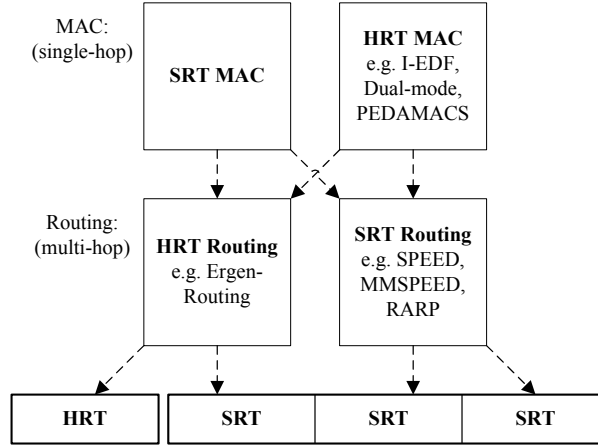 MAC:
(single-hop)
SRT MAC
HRT MAC
e.g. I-EDF,
Dual-mode,
PEDAMACS
Routing:
(multi-hop)
HRT Routing
e.g. Ergen-
Routing
SRT Routing
e.g. SPEED,
MMSPEED,
RARP
HRT
SRT
SRT
SRT